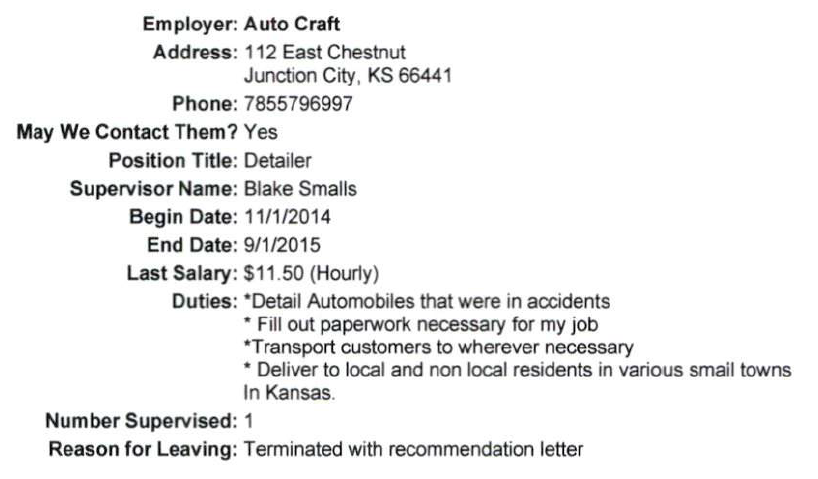 Employer: Auto Craft
Address: 112 East Chestnut
Junction City, KS 66441
Phone: 7855796997
May We Contact Them? Yes
Position Title: Detailer
Supervisor Name: Blake Smalls
Begin Date: 11/1/2014
End Date: 9/1/2015
Last Salary: $11.50 (Hourly)
Duties: *Detail Automobiles that were in accidents
* Fill out paperwork necessary for my job
*Transport customers to wherever necessary
* Deliver to local and non local residents in various small towns
In Kansas.
Number Supervised: 1
Reason for Leaving: Terminated with recommendation letter